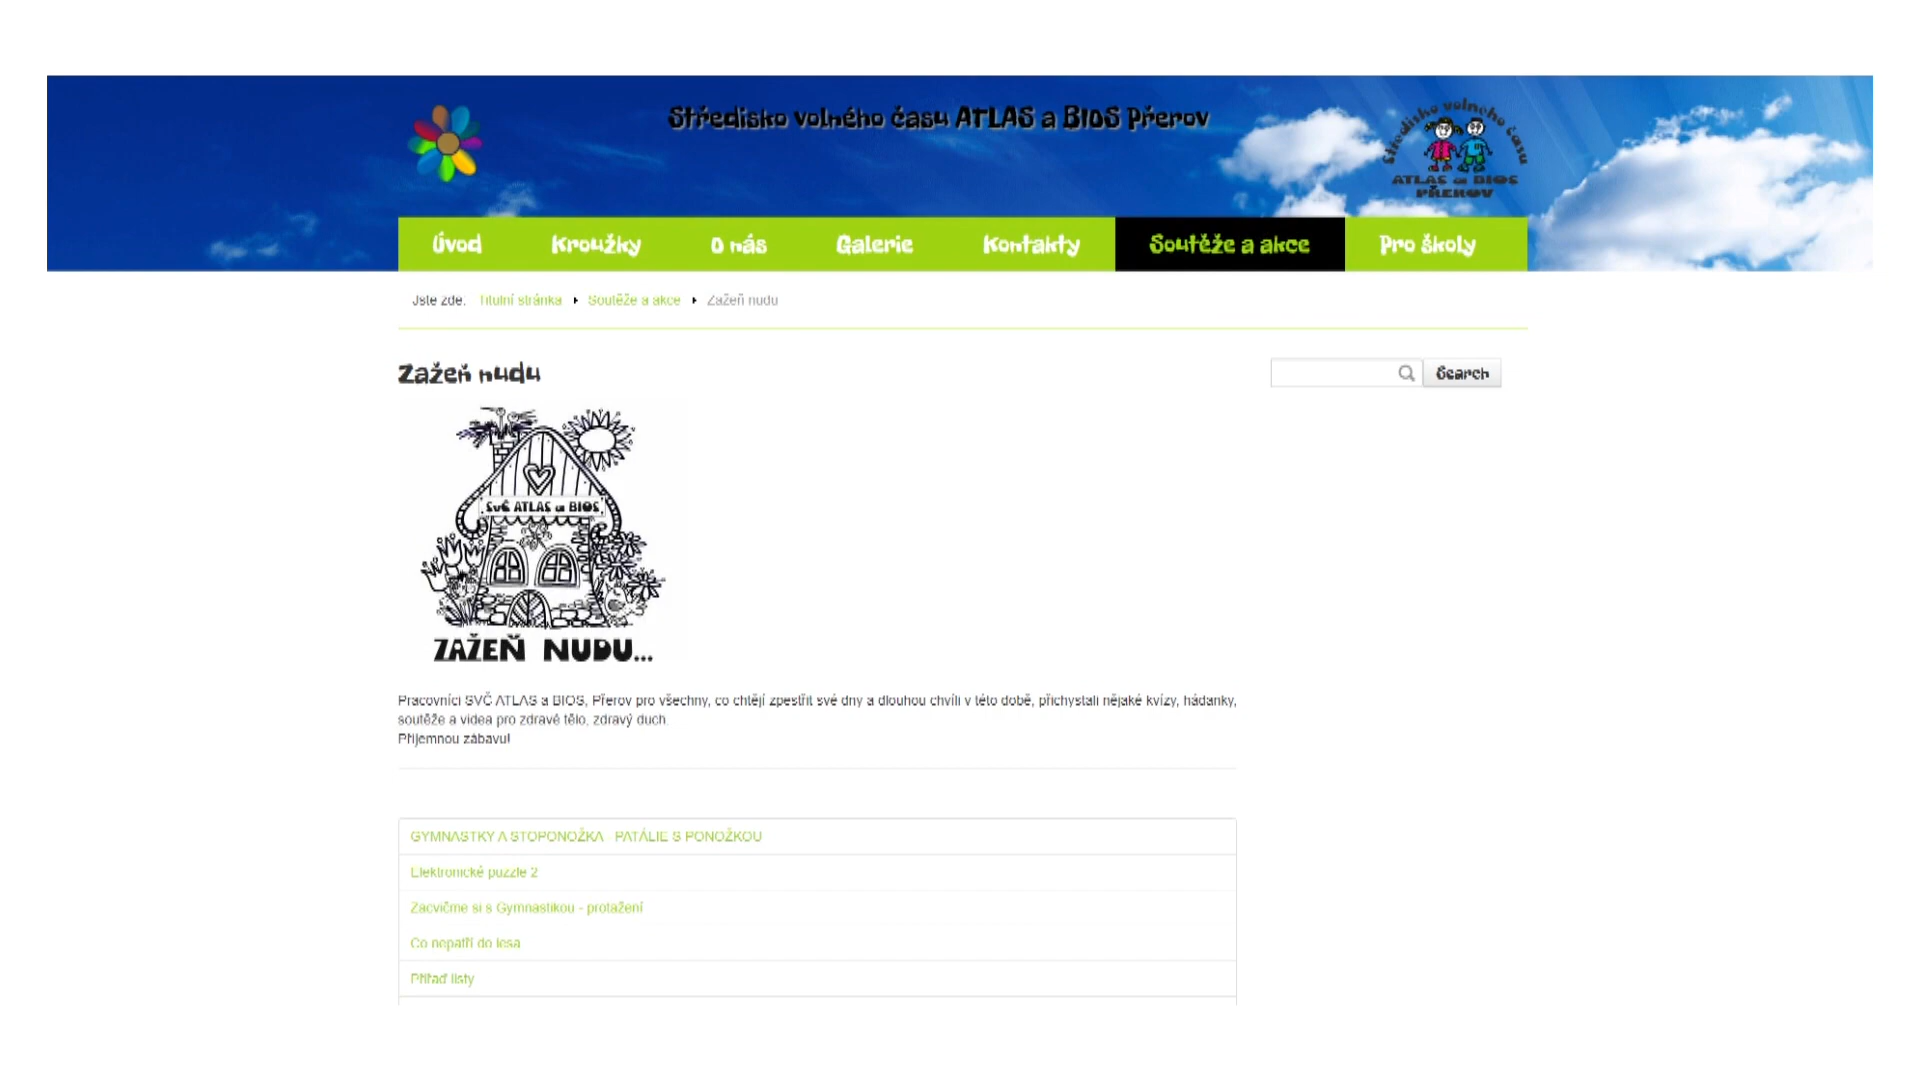 Středisko volného času ATLAS a BIOS Přerov
Středisko volného času
ATLAS a BIOS
PŘEROV
Úvod Kroužky O nás Galerie Kontakty Soutěže a akce Pro školy
Jste zde: Titulní stránka Soutěže a akce Zažeň nudu
Zažeň nudu
Search
SVČ ATLAS a BIOS
ZAŽEŇ NUDU...
Pracovníci SVČ ATLAS a BIOS, Přerov pro všechny, co chtějí zpestřit své dny a dlouhou chvíli v této době, přichystali nějaké kvízy, hádanky,
soutěže a videa pro zdravé tělo, zdravý duch
Příjemnou zábavu!
GYMNASTKY A STOPONOŽKA - PATÁLIE S PONOŽKOU
Elektronické puzzle 2
Zacvičme si s Gymnastikou - protažení
Co nepatří do lesa
Přiřaď listy